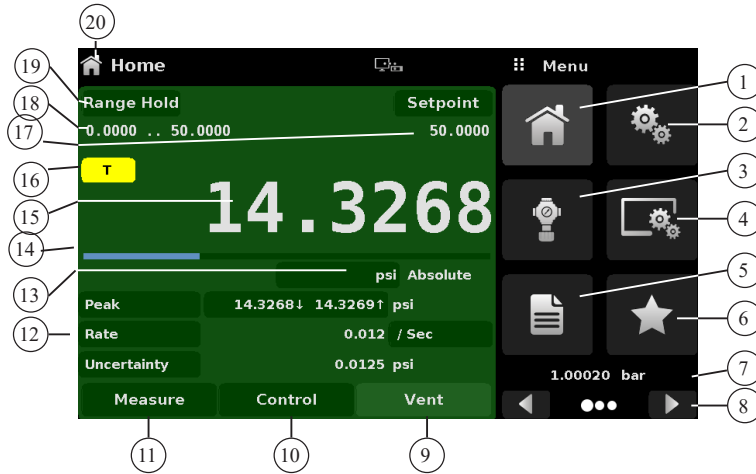 20
Home
Menu
19
Range Hold
Setpoint
1
18
0.0000 .. 50.0000
50.0000
17
2
16
T
3
15
14.3268
4
14
13
psi Absolute
5
Peak
14.3268↓ 14.3269↑ psi
6
12
Rate
0.012 / Sec
Uncertainty
0.0125 psi
1.00020 bar
7
Measure
Control
Vent
8
11
10
9